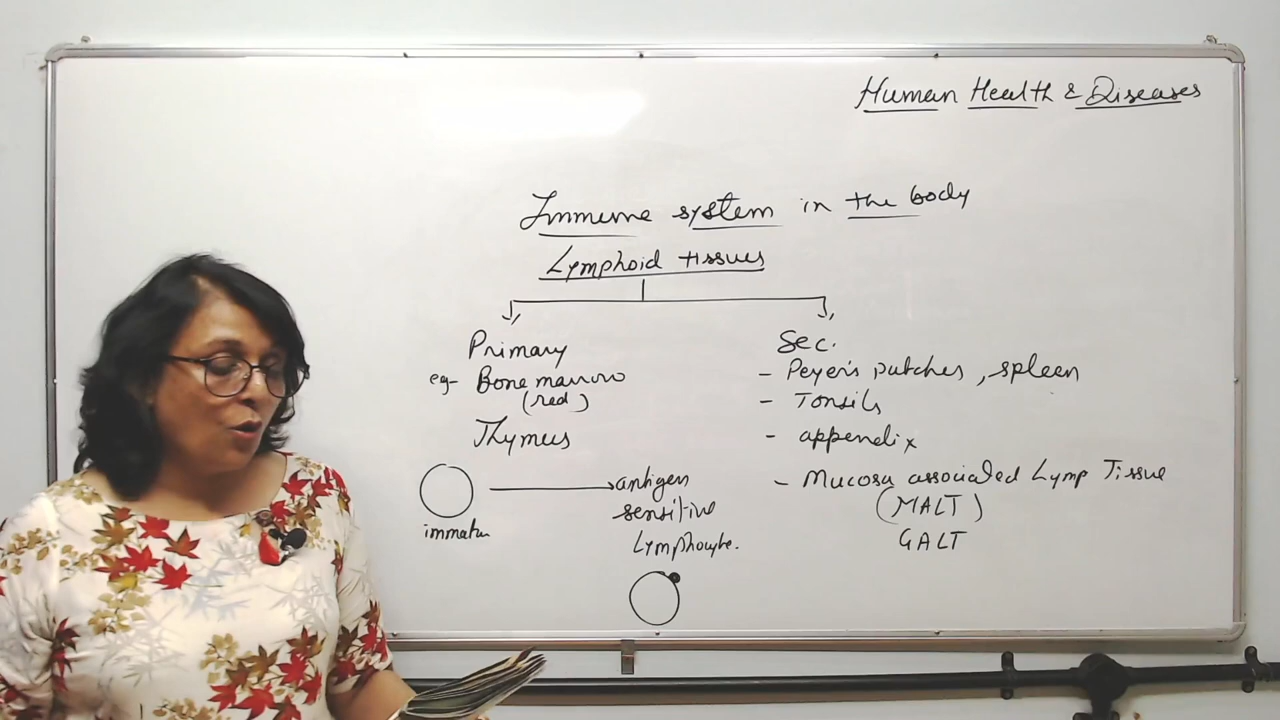 Human Health & Diseases
Immune system in the body
Lymphoid tissues
Primary
eg- Bone marrow
(red)
Thymus
immatur
antigen
sensitive
Lymphocyte.
Sec.
- Peyer's patches, spleen
- Tonsils
- appendix
- Mucosa associated Lymp Tissue
(MALT)
GALT